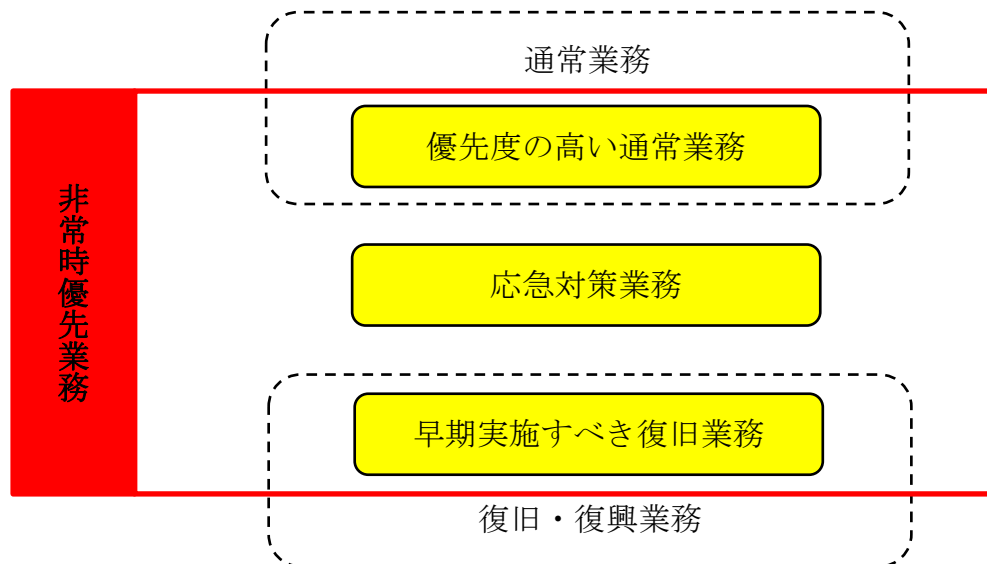 通常業務
優先度の高い通常業務
非常時優先業務
応急対策業務
早期実施すべき復旧業務
復旧・復興業務